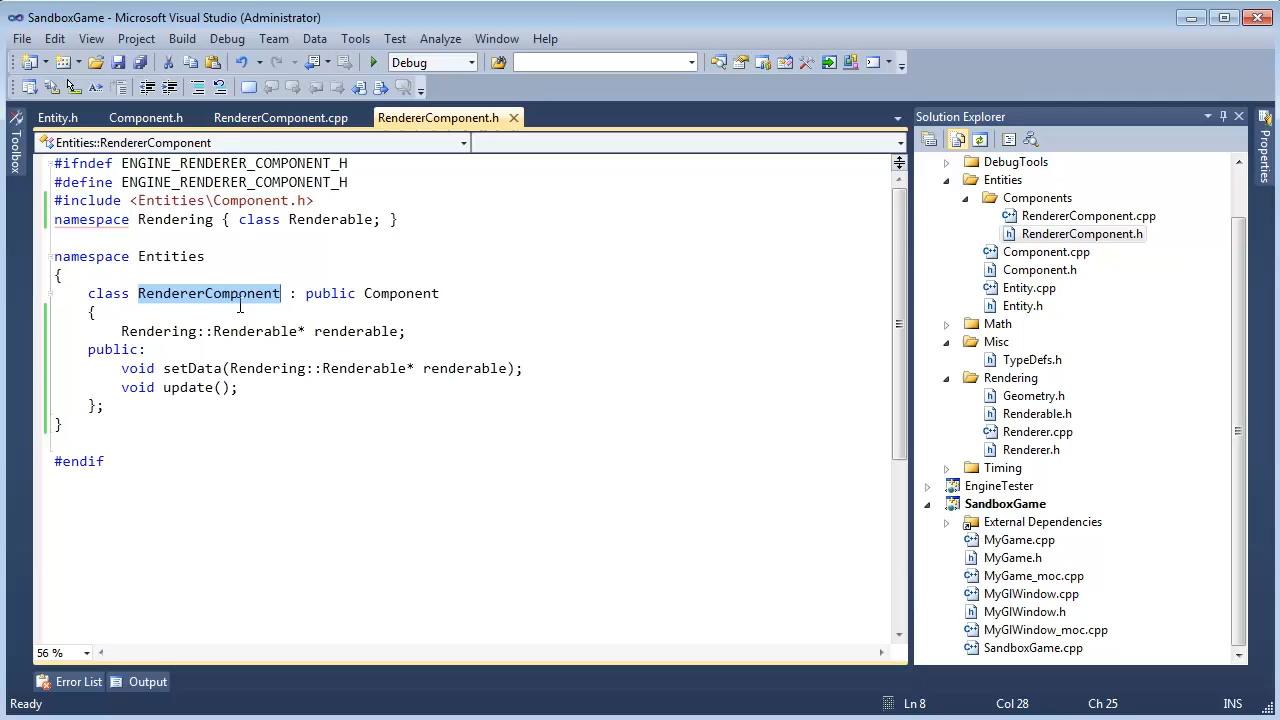 SandboxGame - Microsoft Visual Studio (Administrator)
File Edit View Project Build Debug Team Data Tools Test Analyze Window Help
Debug
Entity.h Component.h RendererComponent.cpp RendererComponent.h
Entities::RendererComponent
#ifndef ENGINE_RENDERER_COMPONENT_H
#define ENGINE_RENDERER_COMPONENT_H
#include <Entities\Component.h>
namespace Rendering { class Renderable; }
namespace Entities
{
class RendererComponent : public Component
{
Rendering::Renderable* renderable;
public:
void setData(Rendering::Renderable* renderable);
void update();
};
}
#endif
56 %
Toolbox
Solution Explorer
DebugTools
Entities
Components
RendererComponent.cpp
RendererComponent.h
Component.cpp
Component.h
Entity.cpp
Entity.h
Math
Misc
TypeDefs.h
Rendering
Geometry.h
Renderable.h
Renderer.cpp
Renderer.h
Timing
EngineTester
SandboxGame
External Dependencies
MyGame.cpp
MyGame.h
MyGame_moc.cpp
MyGlWindow.cpp
MyGlWindow.h
MyGlWindow_moc.cpp
SandboxGame.cpp
Properties
Error List Output
Ready Ln 8 Col 28 Ch 25 INS